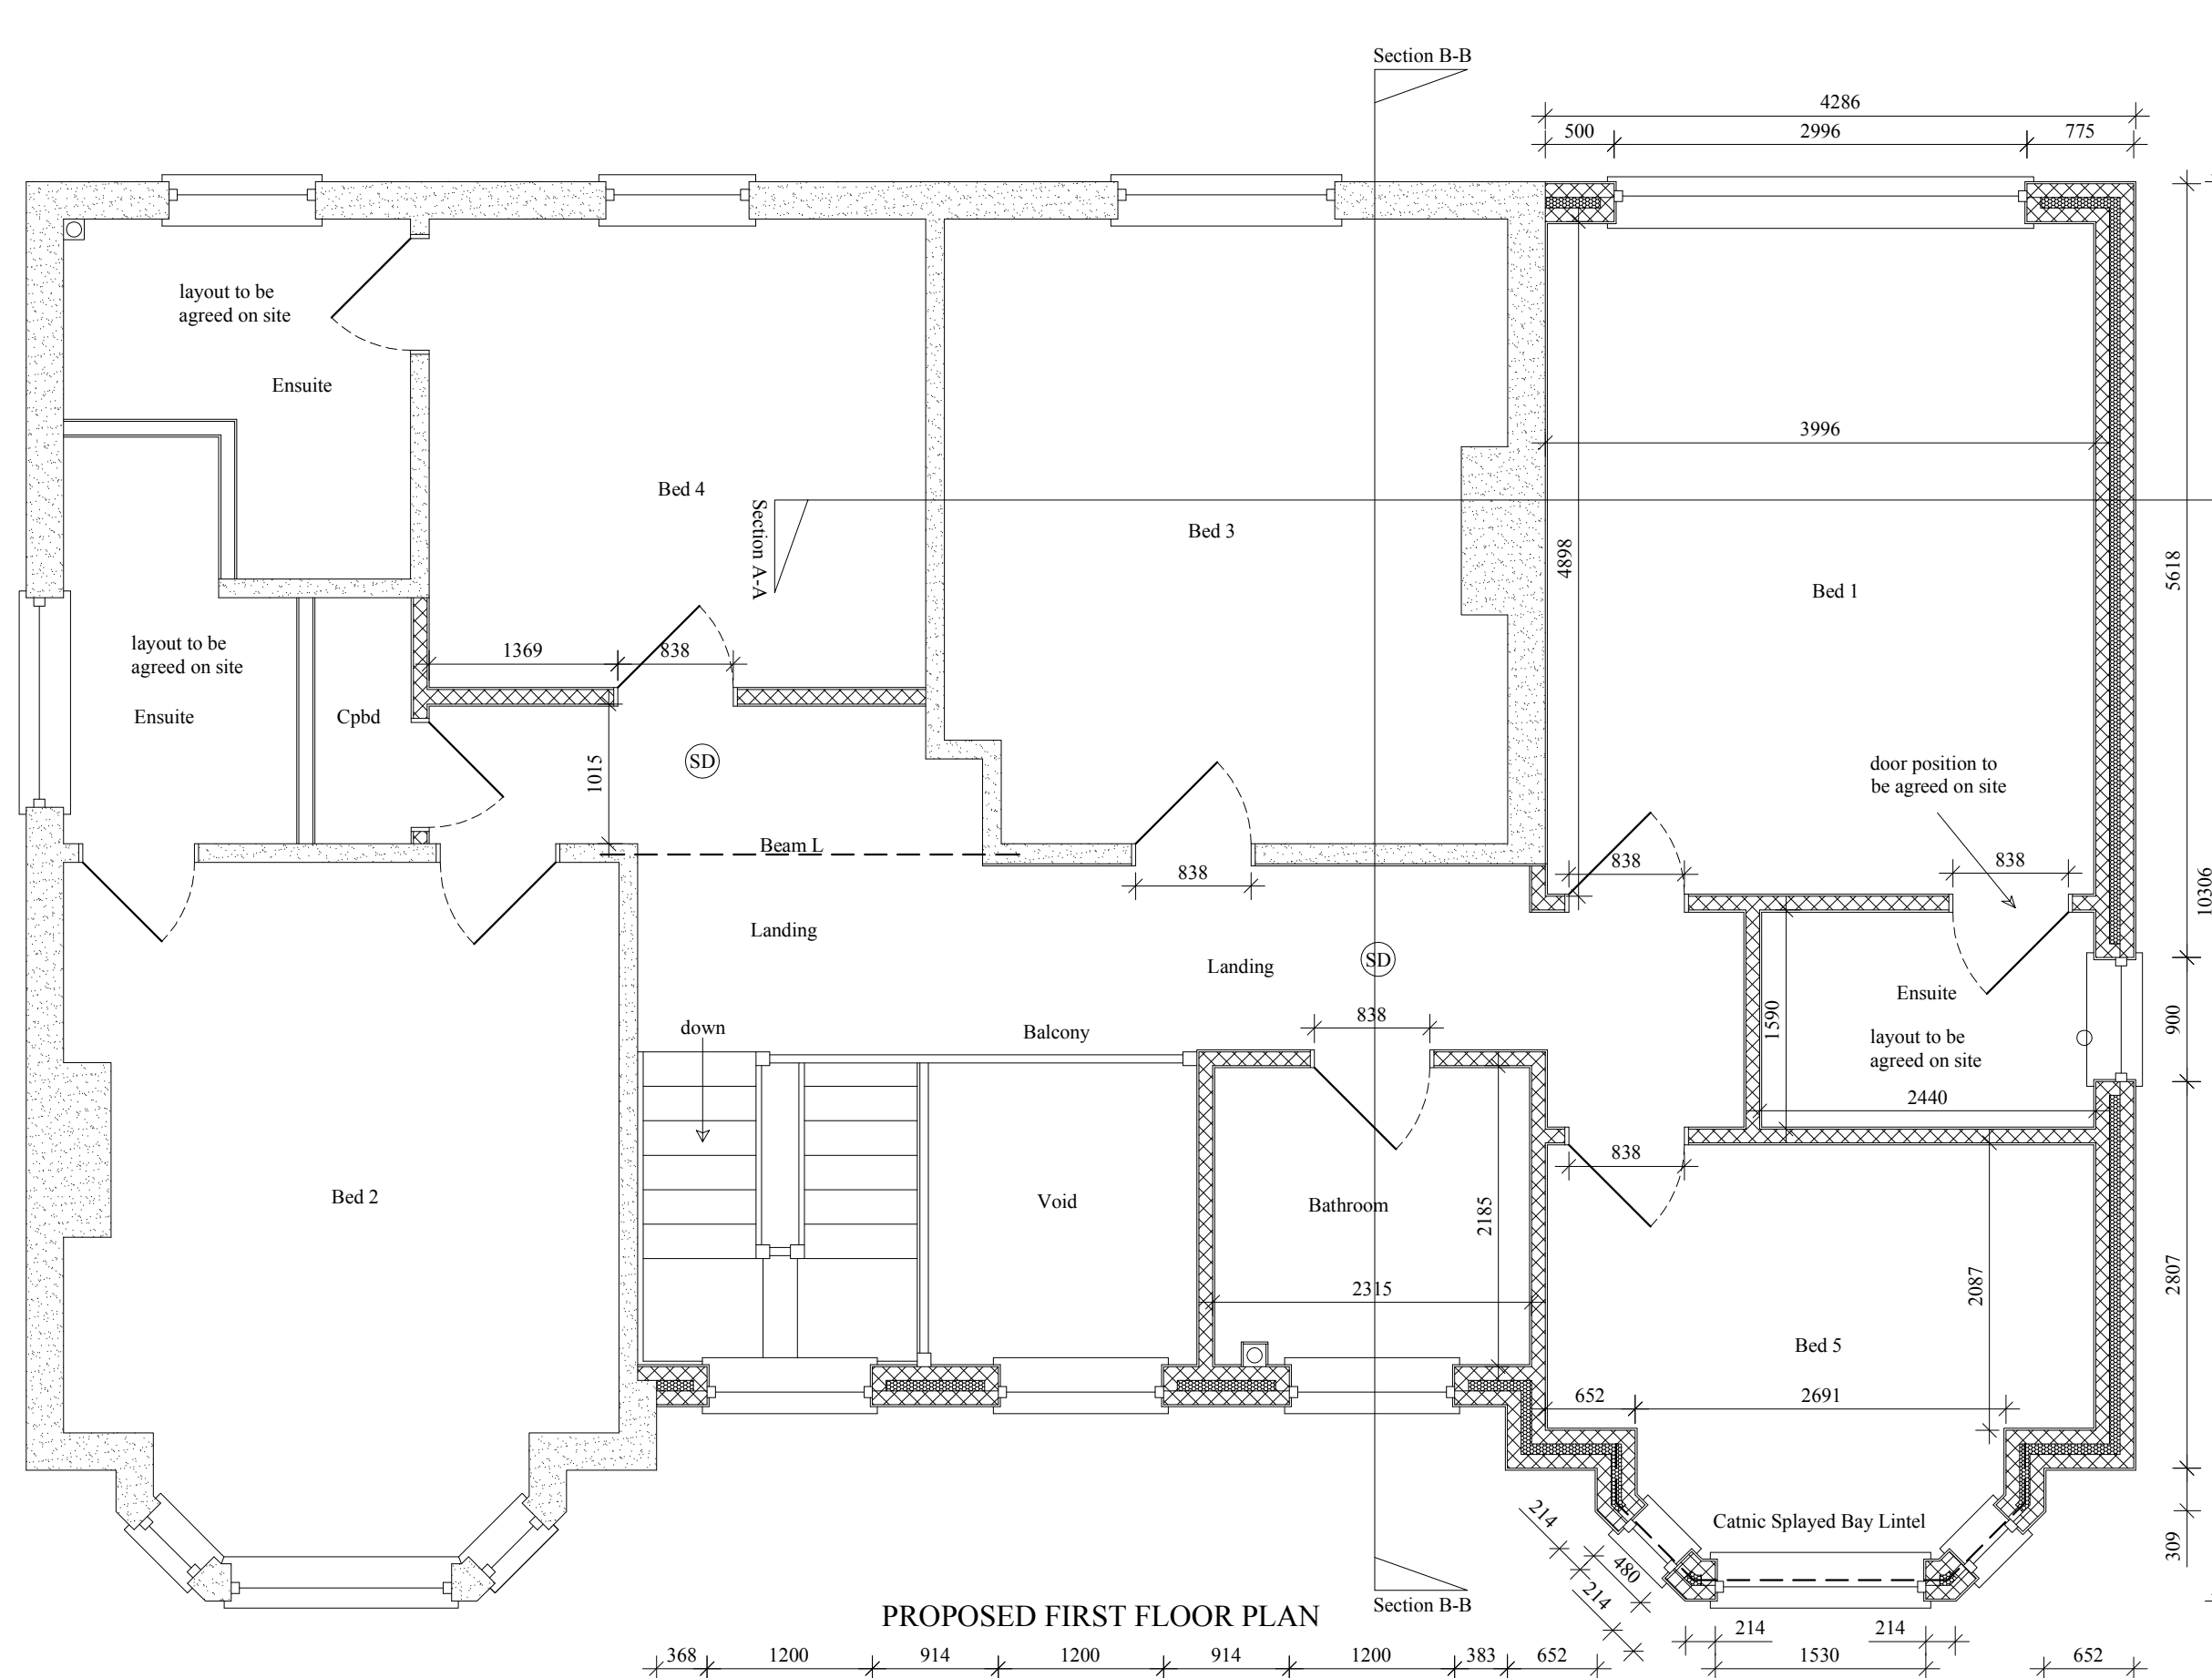 Section B-B
4286
500 2996 775
layout to be
agreed on site
Ensuite
3996
Bed 4
Section A-A
Bed 3
4898
Bed 1
5618
layout to be
agreed on site
1369 838
Ensuite
Cpbd
1015
SD
door position to
be agreed on site
Beam L
838
838
838
10306
Landing
Landing
SD
Ensuite
layout to be
agreed on site
1590
900
down
Balcony
838
2440
838
Bed 2
Void
Bathroom
2185
2315
2087
2807
Bed 5
652 2691
Catnic Splayed Bay Lintel
214
480
214
309
PROPOSED FIRST FLOOR PLAN
Section B-B
214 214
368 1200 914 1200 914 1200 383 652 1530 652